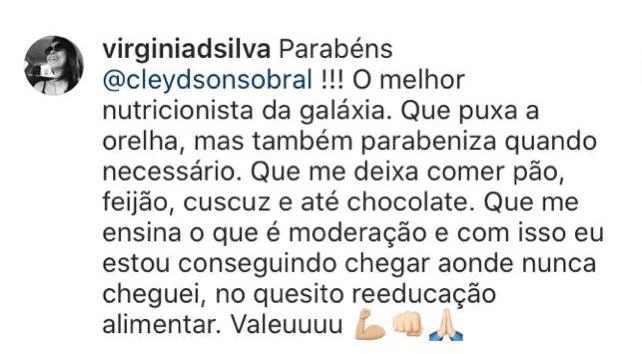 virginiadsilva Parabéns
@cleydsonsobral !!! O melhor
nutricionista da galáxia. Que puxa a
orelha, mas também parabeniza quando
necessário. Que me deixa comer pão,
feijão, cuscuz e até chocolate. Que me
ensina o que é moderação e com isso eu
estou conseguindo chegar aonde nunca
cheguei, no quesito reeducação
alimentar. Valeuuuu 💪🏼👊🏻🙏🏻